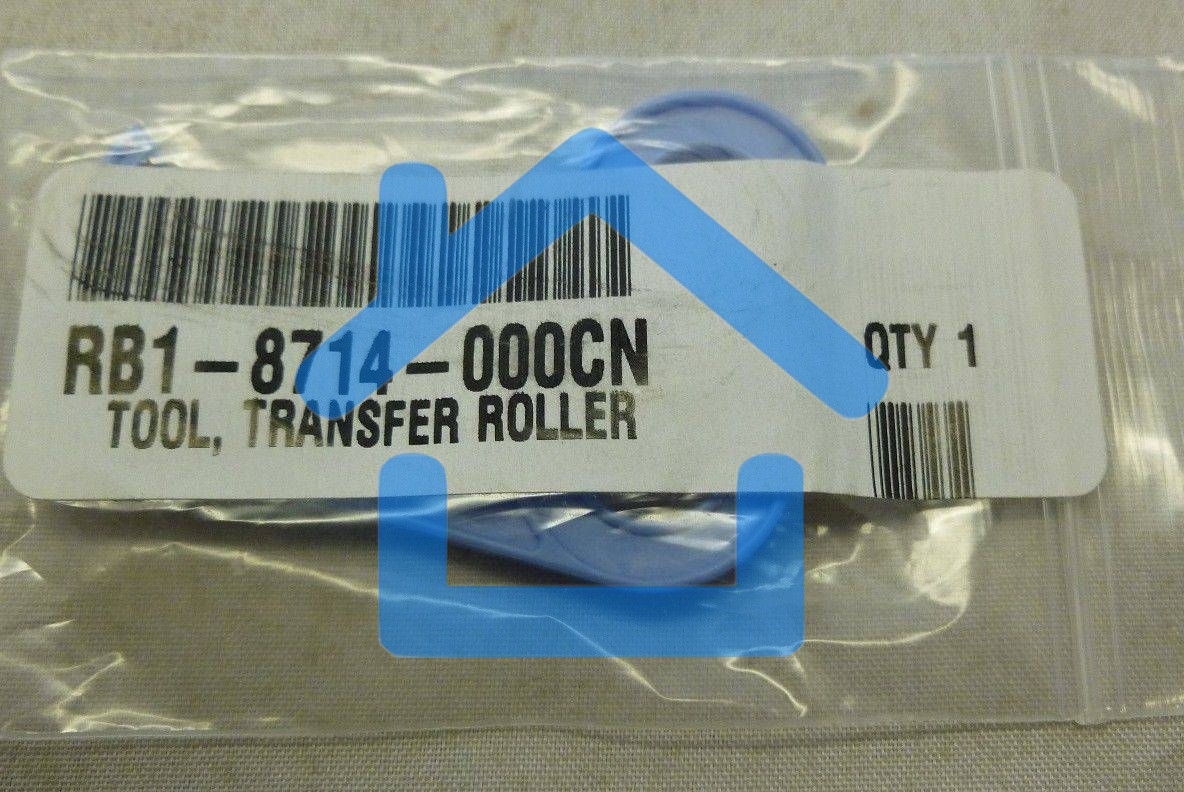 RB1-8714-000CN
TOOL, TRANSFER ROLLER
QTY 1